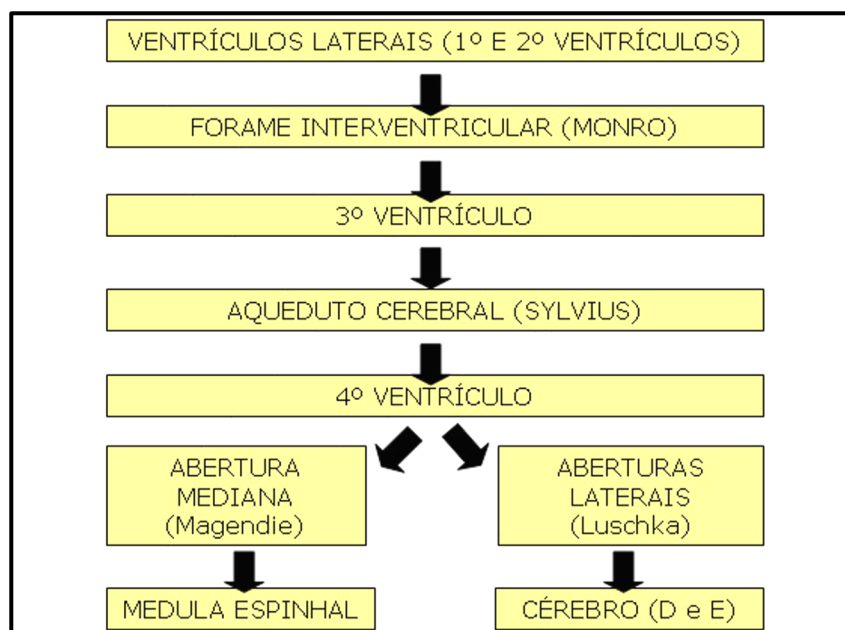 VENTRÍCULOS LATERAIS (1º E 2º VENTRÍCULOS)
FORAME INTERVENTRICULAR (MONRO)
3º VENTRÍCULO
AQUEDUTO CEREBRAL (SYLVIUS)
4º VENTRÍCULO
ABERTURA
MEDIANA
(Magendie)
ABERTURAS
LATERAIS
(Luschka)
MEDULA ESPINHAL
CÉREBRO (D e E)